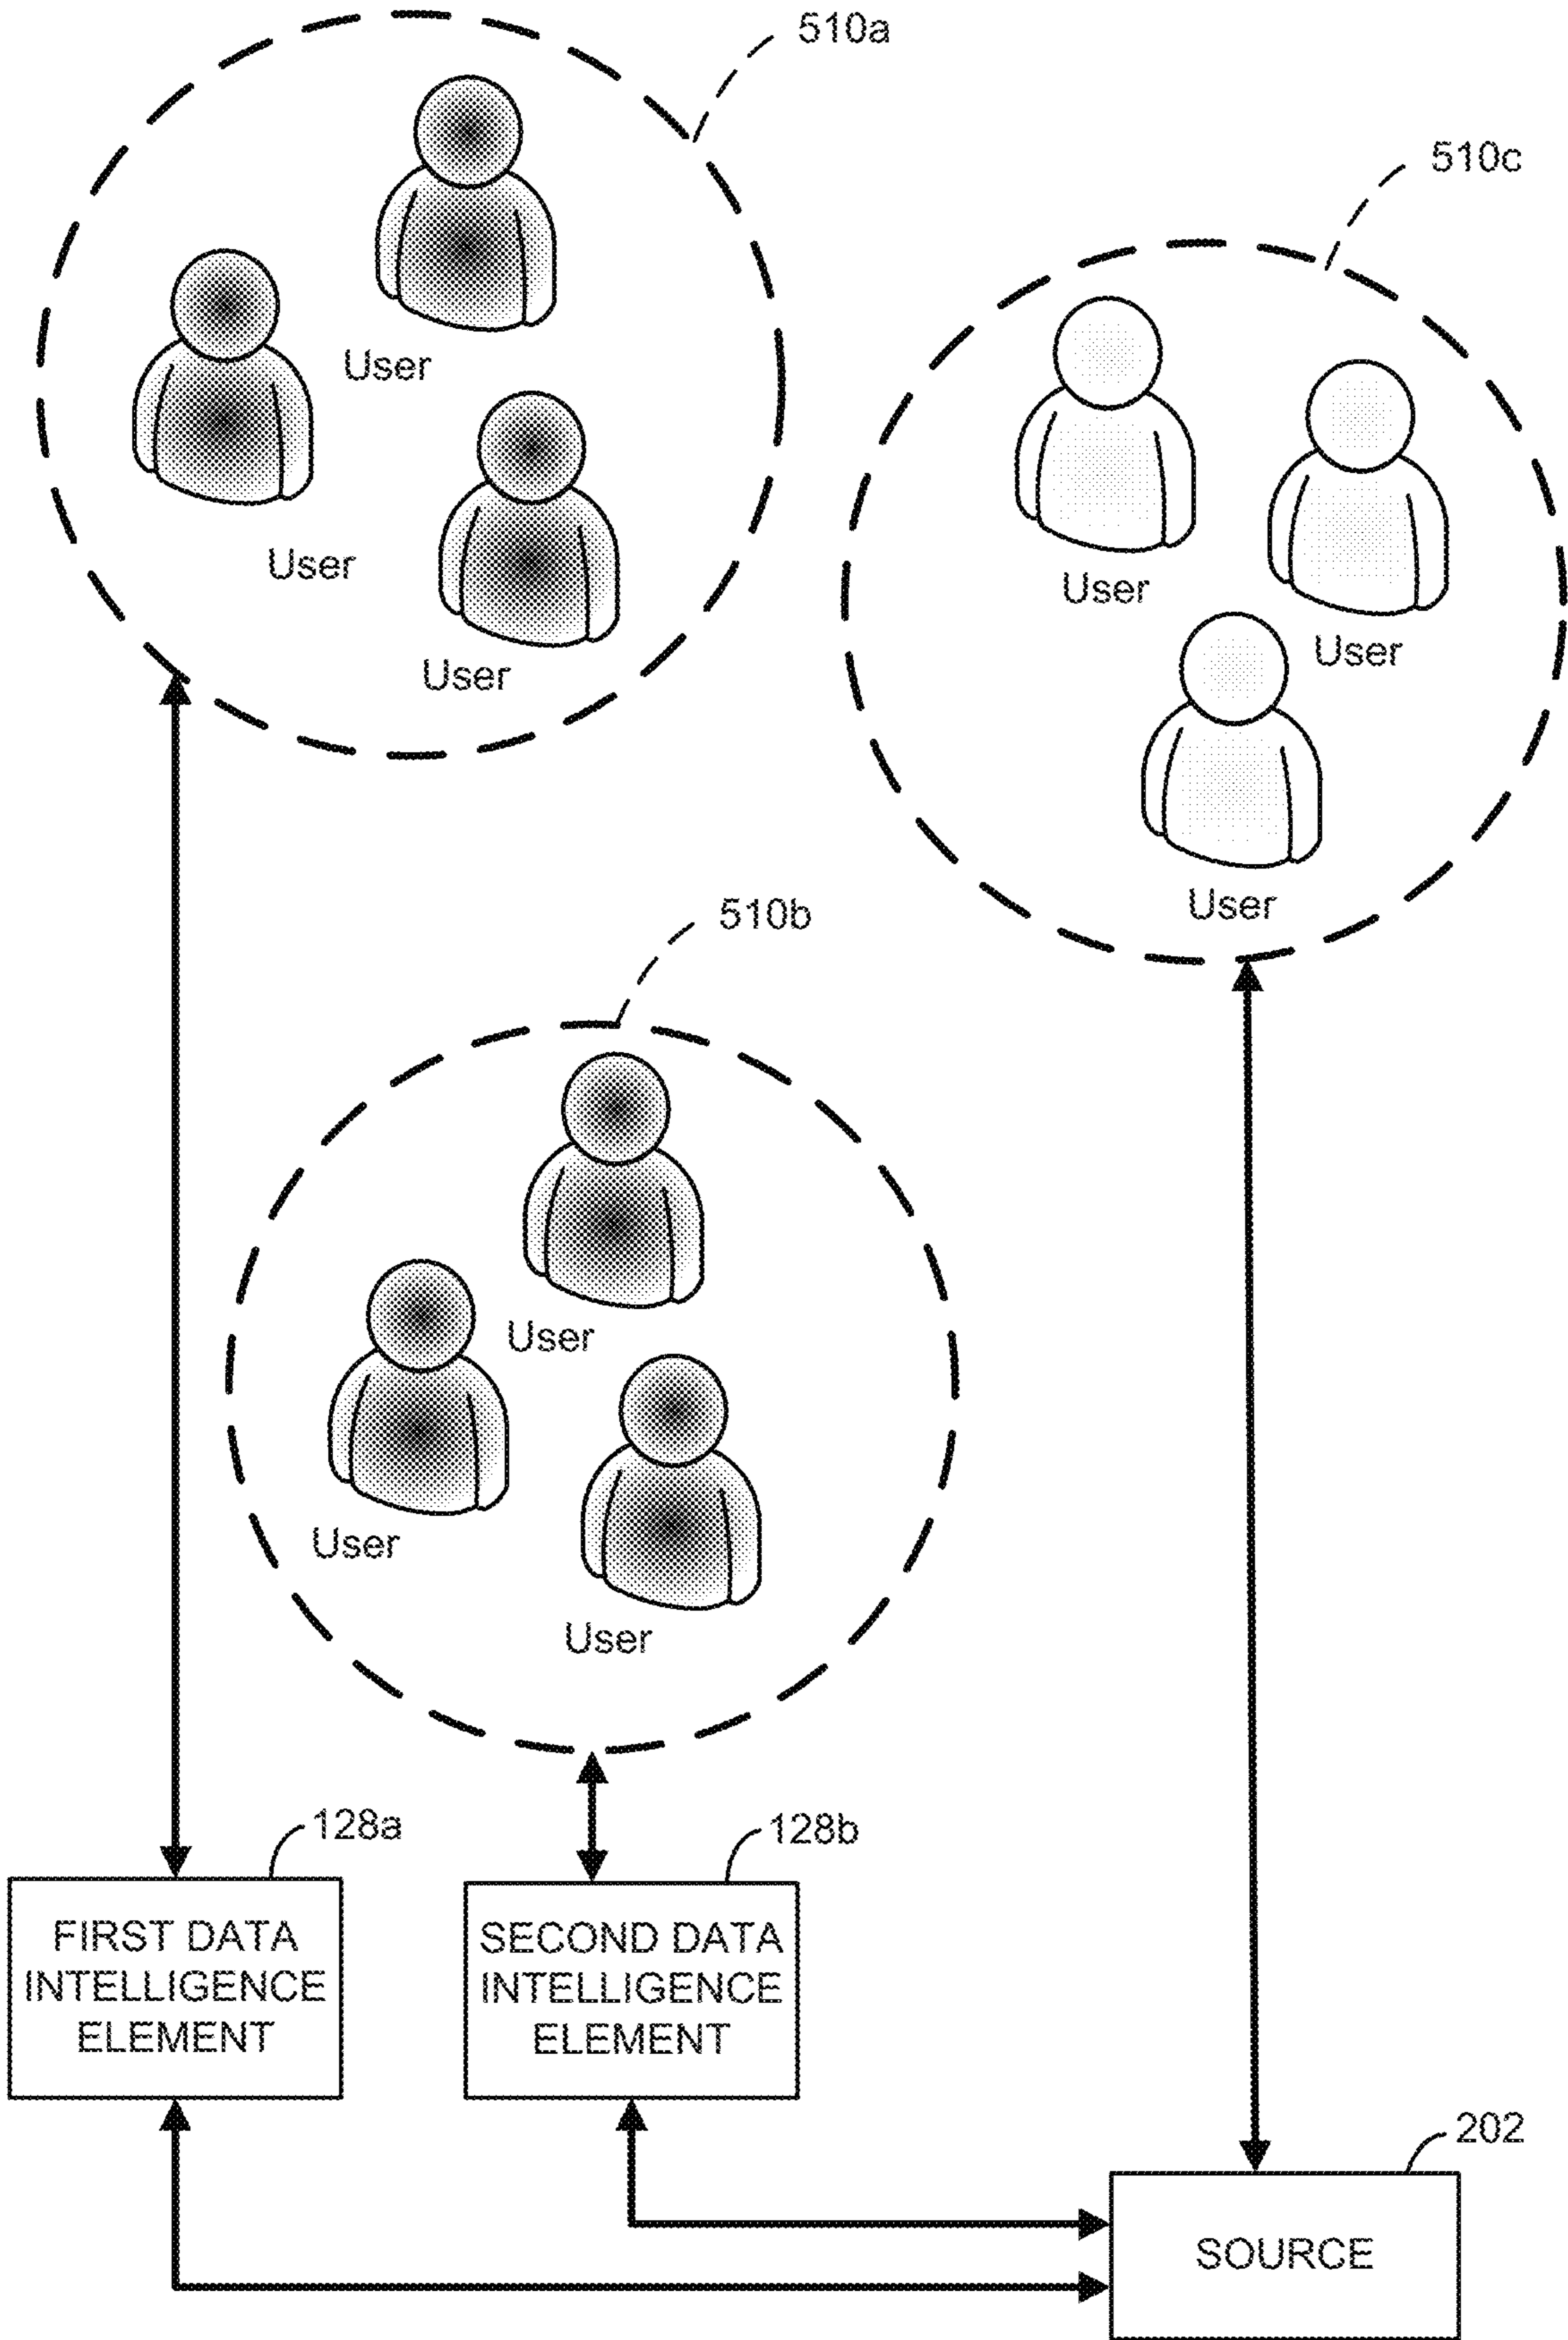 510a
510c
User
User
User
User
User
User
510b
User
User
User
128a
128b
FIRST DATA
INTELLIGENCE
ELEMENT
SECOND DATA
INTELLIGENCE
ELEMENT
202
SOURCE